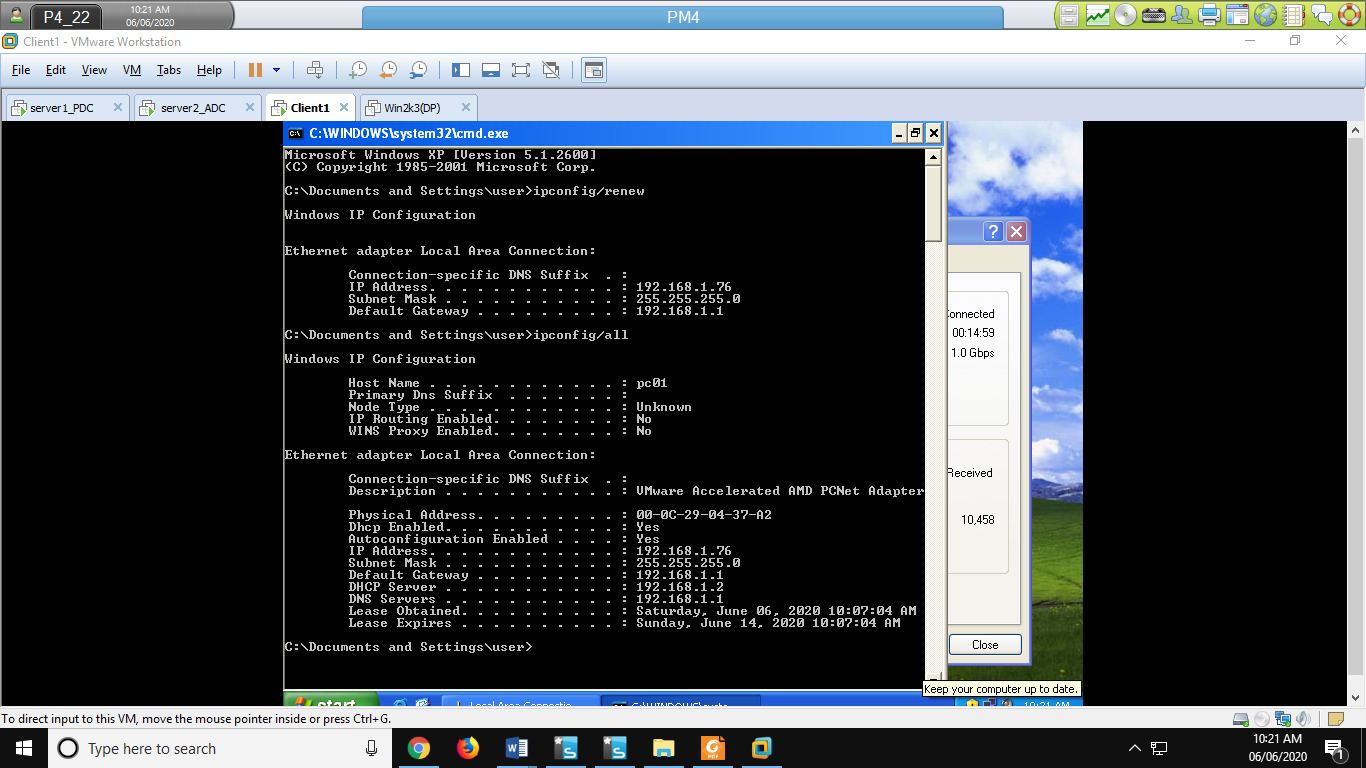 P4_22
10:21 AM
06/06/2020
PM4
Client1 - VMware Workstation
File Edit View VM Tabs Help
server1_PDC server2_ADC Client1 Win2k3(DP)
C:\WINDOWS\system32\cmd.exe
Microsoft Windows XP [Version 5.1.2600]
(C) Copyright 1985-2001 Microsoft Corp.
C:\Documents and Settings\user>ipconfig/renew
Windows IP Configuration
Ethernet adapter Local Area Connection:
Connection-specific DNS Suffix . :
IP Address. . . . . . . . . . . . : 192.168.1.76
Subnet Mask . . . . . . . . . . . : 255.255.255.0
Default Gateway . . . . . . . . . : 192.168.1.1
C:\Documents and Settings\user>ipconfig/all
Windows IP Configuration
Host Name . . . . . . . . . . . . : pc01
Primary Dns Suffix . . . . . . . :
Node Type . . . . . . . . . . . . : Unknown
IP Routing Enabled. . . . . . . . : No
WINS Proxy Enabled. . . . . . . . : No
Ethernet adapter Local Area Connection:
Connection-specific DNS Suffix . :
Description . . . . . . . . . . . : VMware Accelerated AMD PCNet Adapter
Physical Address. . . . . . . . . : 00-0C-29-04-37-A2
Dhcp Enabled. . . . . . . . . . . : Yes
Autoconfiguration Enabled . . . . : Yes
IP Address. . . . . . . . . . . . : 192.168.1.76
Subnet Mask . . . . . . . . . . . : 255.255.255.0
Default Gateway . . . . . . . . . : 192.168.1.1
DHCP Server . . . . . . . . . . . : 192.168.1.2
DNS Servers . . . . . . . . . . . : 192.168.1.1
Lease Obtained. . . . . . . . . . : Saturday, June 06, 2020 10:07:04 AM
Lease Expires . . . . . . . . . . : Sunday, June 14, 2020 10:07:04 AM
C:\Documents and Settings\user>
onnected
00:14:59
1.0 Gbps
Received
10,458
Close
Keep your computer up to date.
start Local Area Connectio... C:\WINDOWS\syste... 10:21 AM
To direct input to this VM, move the mouse pointer inside or press Ctrl+G.
Type here to search
10:21 AM
06/06/2020
1